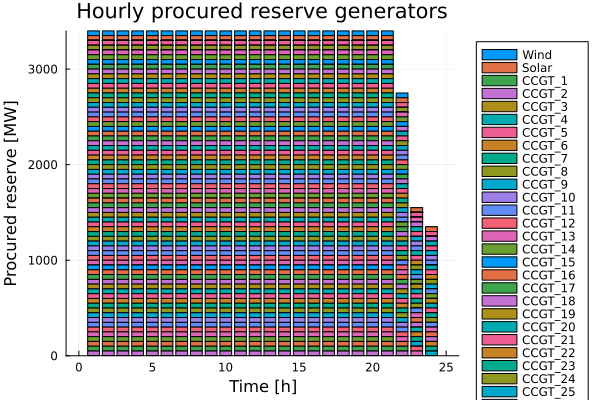 Hourly procured reserve generators
Procured reserve [MW]
3000
2000
1000
0
0 5 10 15 20 25
Time [h]
Wind
Solar
CCGT_1
CCGT_2
CCGT_3
CCGT_4
CCGT_5
CCGT_6
CCGT_7
CCGT_8
CCGT_9
CCGT_10
CCGT_11
CCGT_12
CCGT_13
CCGT_14
CCGT_15
CCGT_16
CCGT_17
CCGT_18
CCGT_19
CCGT_20
CCGT_21
CCGT_22
CCGT_23
CCGT_24
CCGT_25